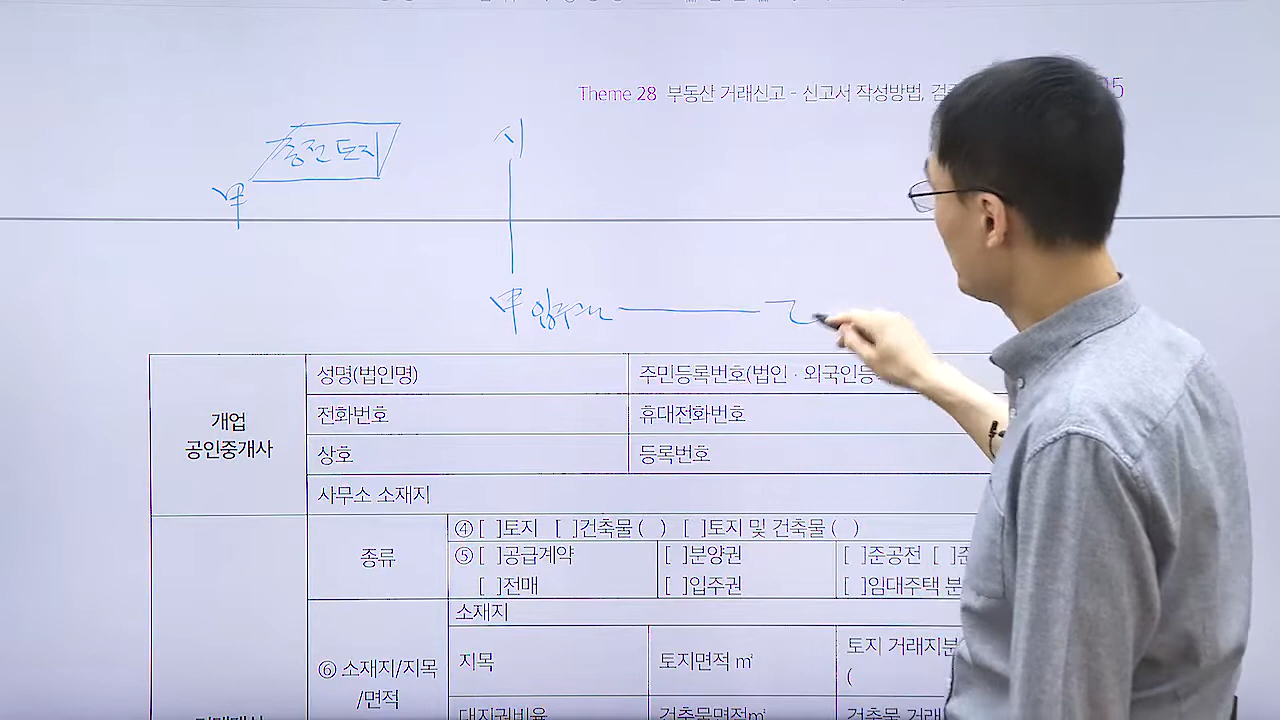 Theme 28 부동산 거래신고 - 신고서 작성방법, 검
종전토지
시
甲
甲 입주권 乙
개업
공인중개사
성명(법인명)
주민등록번호(법인 · 외국인등
전화번호
휴대전화번호
상호
등록번호
사무소 소재지
종류
④ [ ]토지 [ ]건축물 ( ) [ ]토지 및 건축물 ( )
⑤ [ ]공급계약
[ ]전매
[ ]분양권
[ ]입주권
[ ]준공전 [ ]준
[ ]임대주택 분
⑥ 소재지/지목
/면적
소재지
지목
토지면적 ㎡
토지 거래지분
(
대지권비율
건축물면적㎡
건축물 거래